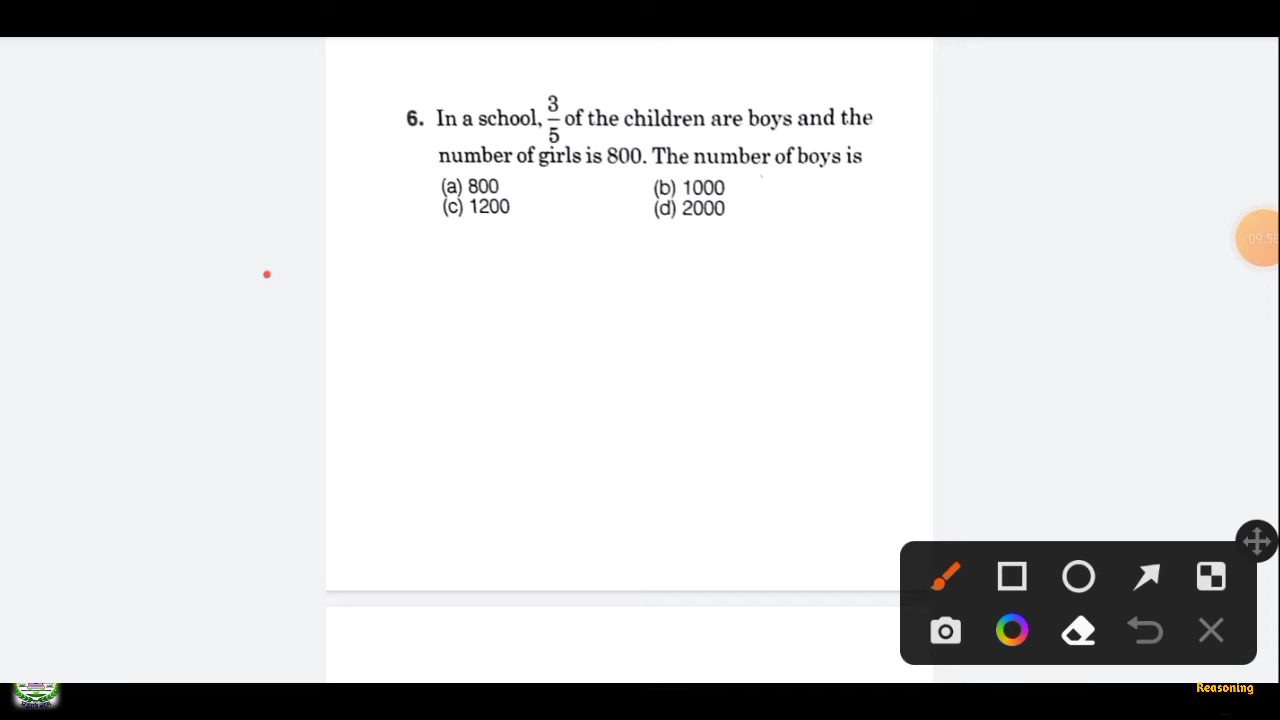 6. In a school, 3/5 of the children are boys and the
number of girls is 800. The number of boys is
(a) 800 (b) 1000
(c) 1200 (d) 2000
Reasoning